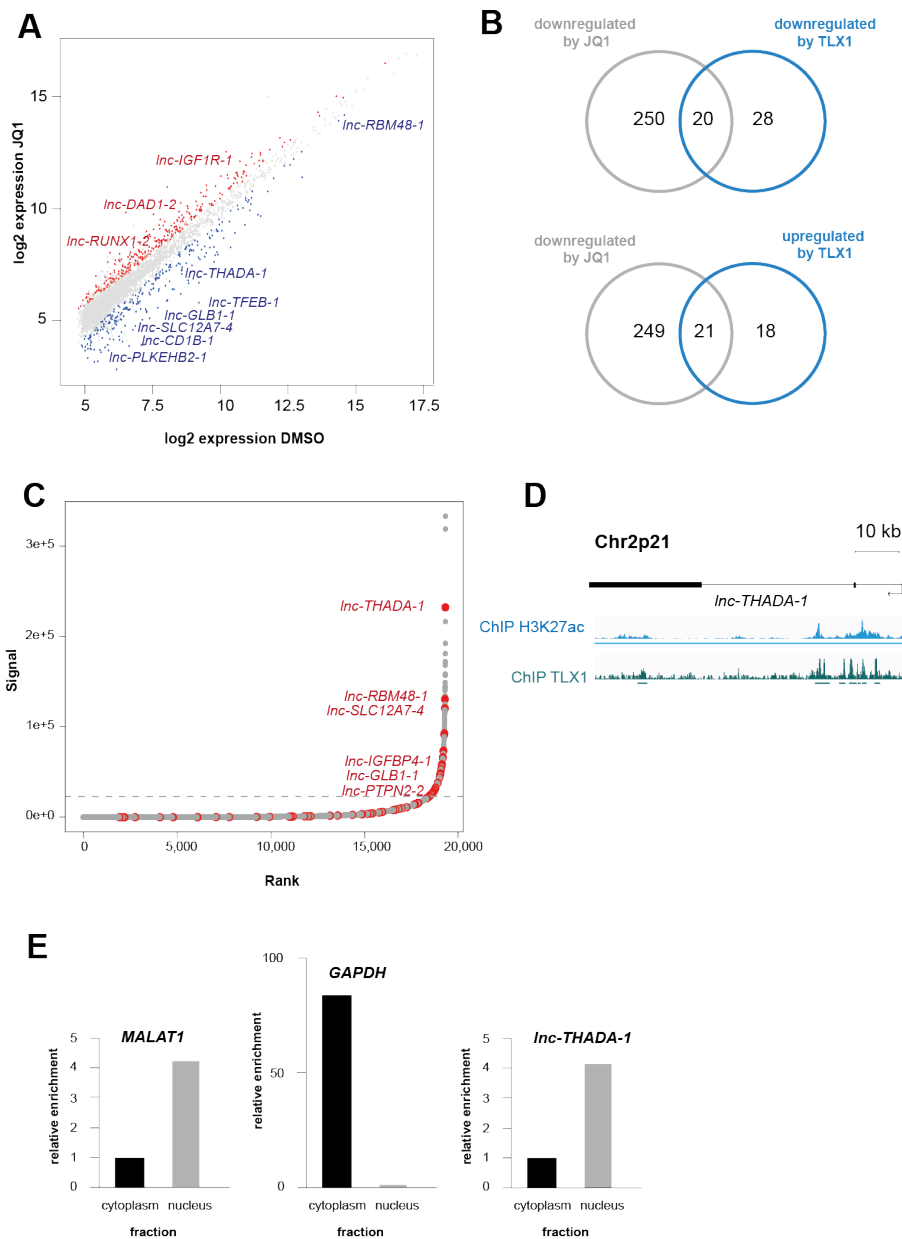 A
log2 expression JQ1
15
10
5
lnc-RBM48-1
lnc-IGF1R-1
lnc-DAD1-2
lnc-RUNX1-2
lnc-THADA-1
lnc-TFEB-1
lnc-GLB1-1
lnc-SLC12A7-4
lnc-CD1B-1
lnc-PLKEHB2-1
5 7.5 10 12.5 15 17.5
log2 expression DMSO
B
downregulated
by JQ1
downregulated
by TLX1
250 20 28
downregulated
by JQ1
upregulated
by TLX1
249 21 18
C
Signal
3e+5
2e+5
1e+5
0e+0
lnc-THADA-1
lnc-RBM48-1
lnc-SLC12A7-4
lnc-IGFBP4-1
lnc-GLB1-1
lnc-PTPN2-2
0 5,000 10,000 15,000 20,000
Rank
D
10 kb
Chr2p21
lnc-THADA-1
ChIP H3K27ac
ChIP TLX1
E
MALAT1
relative enrichment
5
4
3
2
1
0
cytoplasm nucleus
fraction
GAPDH
relative enrichment
100
50
0
cytoplasm nucleus
fraction
lnc-THADA-1
relative enrichment
5
4
3
2
1
0
cytoplasm nucleus
fraction